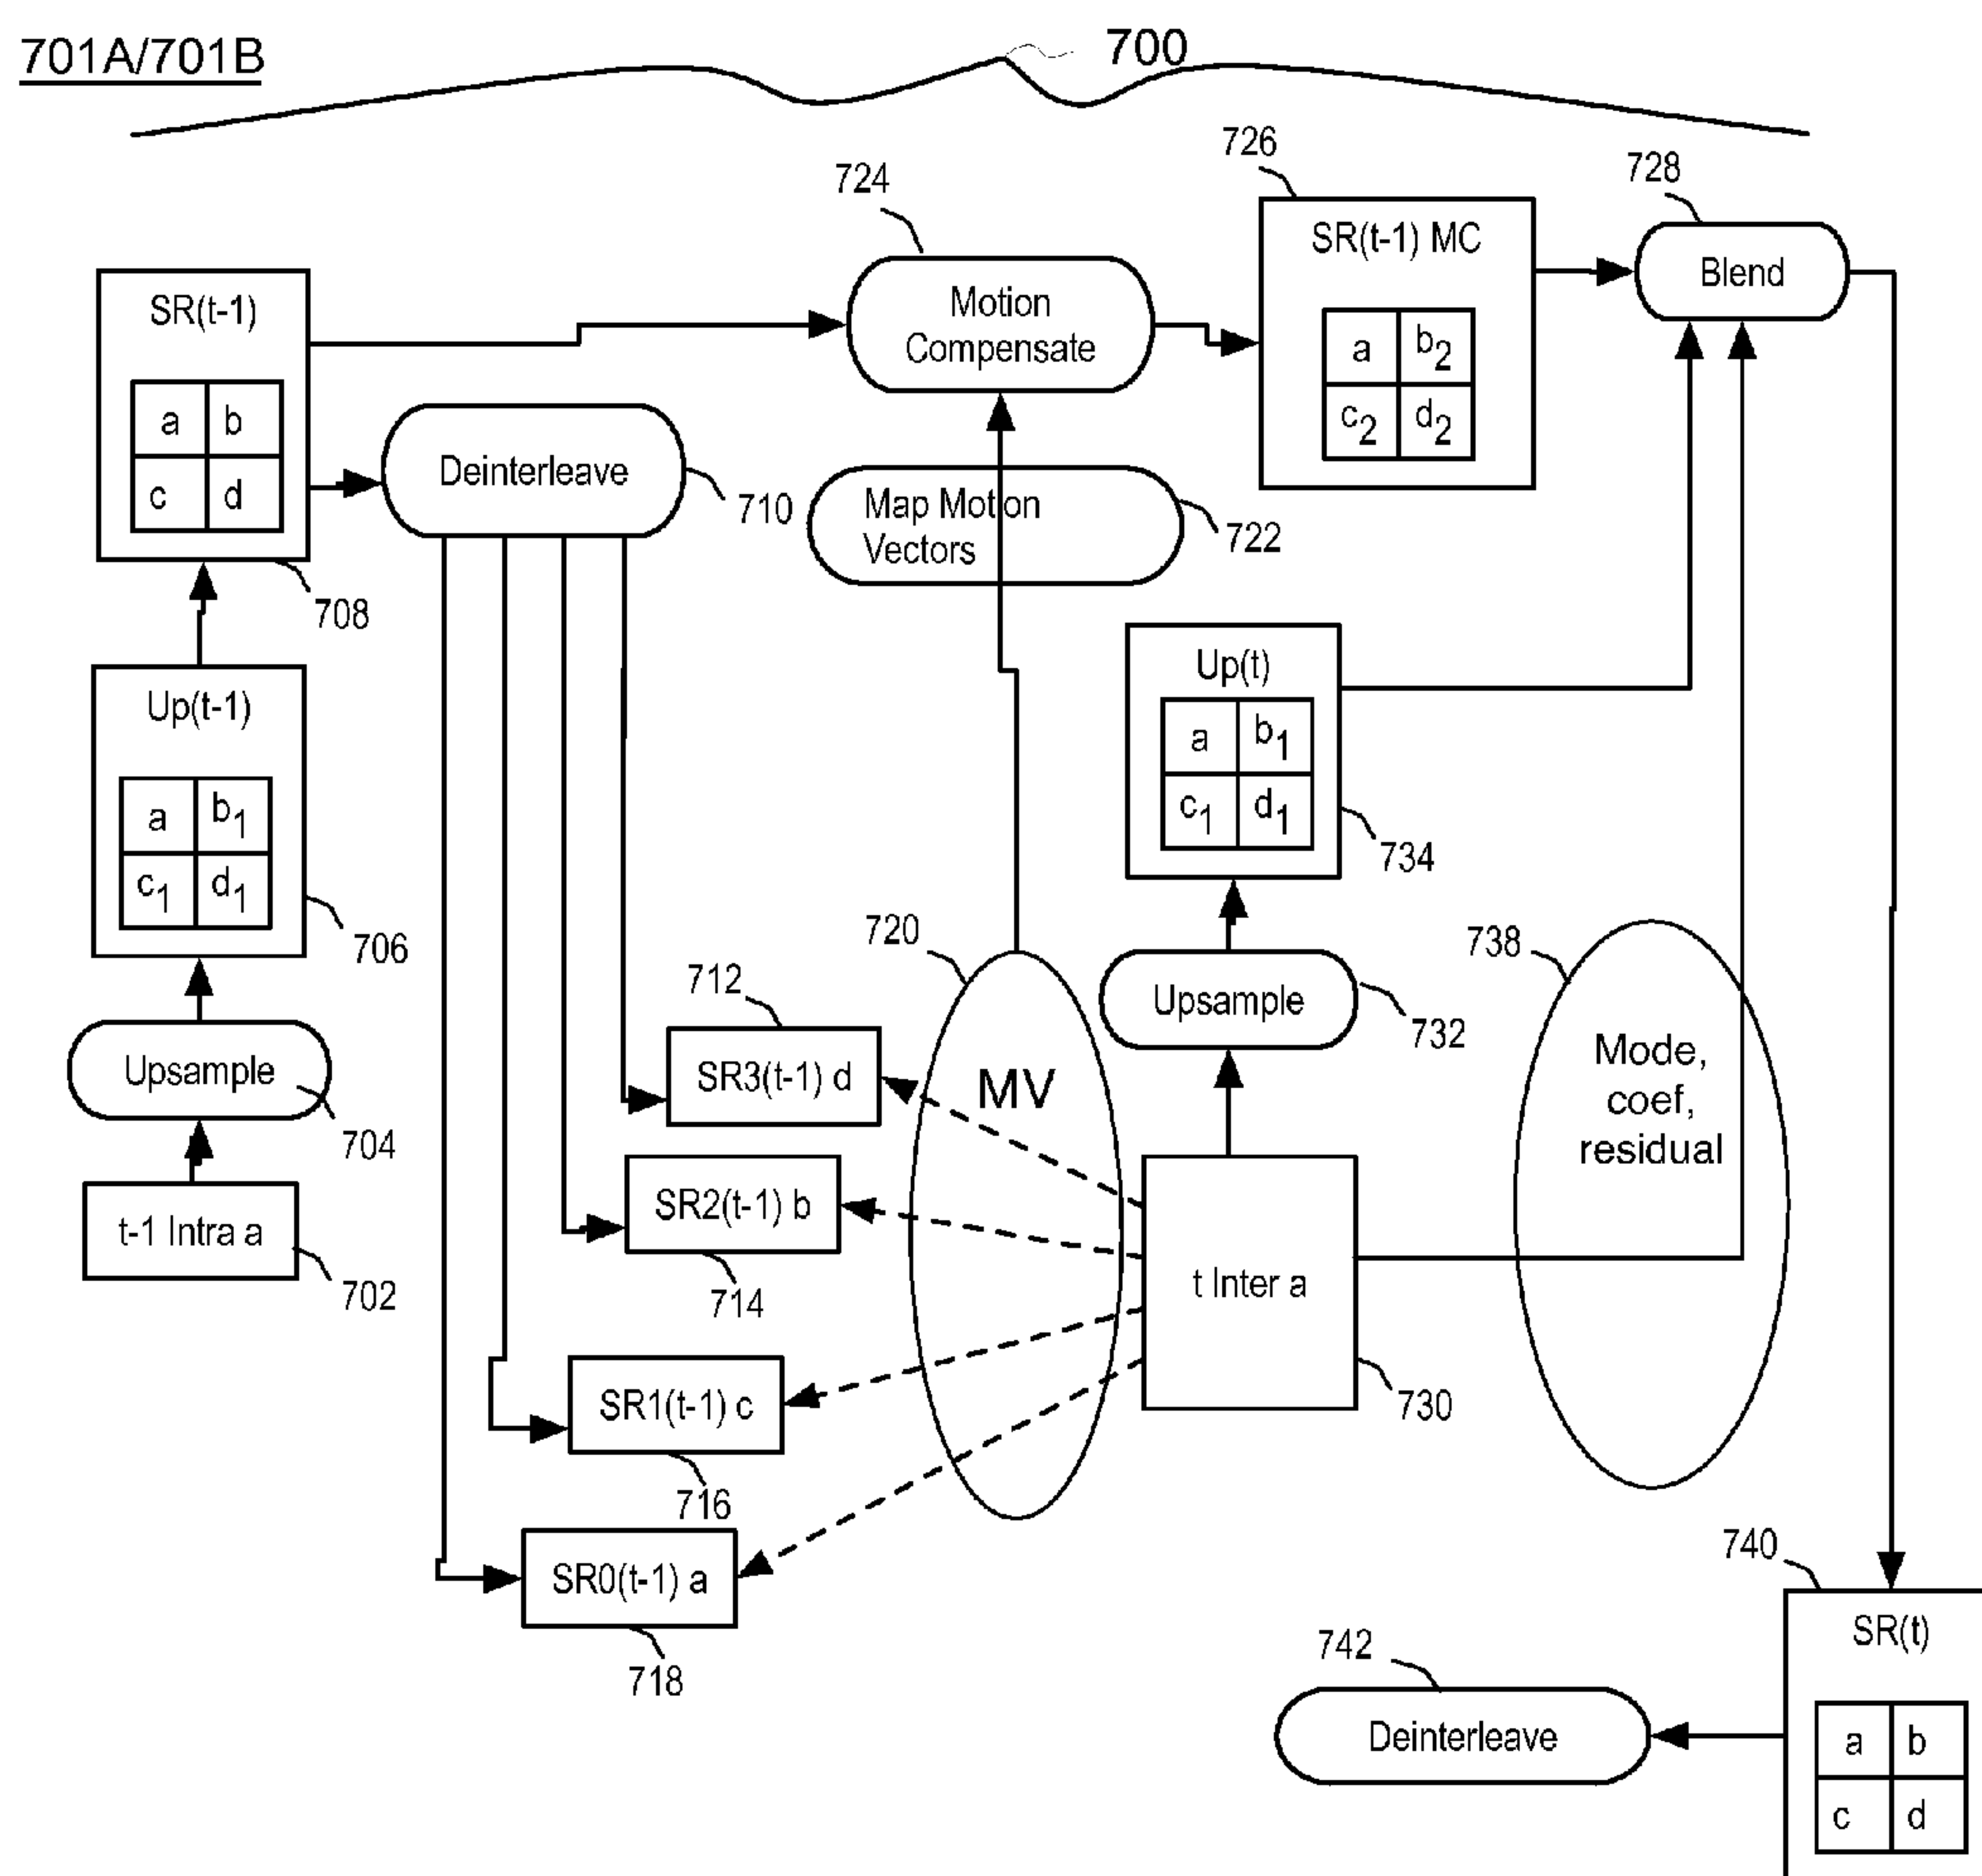 701A/701B
700
726
728
724
SR(t-1) MC
Blend
SR(t-1)
Motion
Compensate
a b2
c2 d2
a b
c d
Deinterleave
710
Map Motion
Vectors
722
708
Up(t)
Up(t-1)
a b1
c1 d1
a b1
c1 d1
734
720
738
706
712
Upsample
732
Mode,
coef,
residual
Upsample
SR3(t-1) d
MV
704
SR2(t-1) b
t-1 Intra a
t Inter a
702
714
SR1(t-1) c
730
716
740
SR0(t-1) a
SR(t)
742
718
Deinterleave
a b
c d